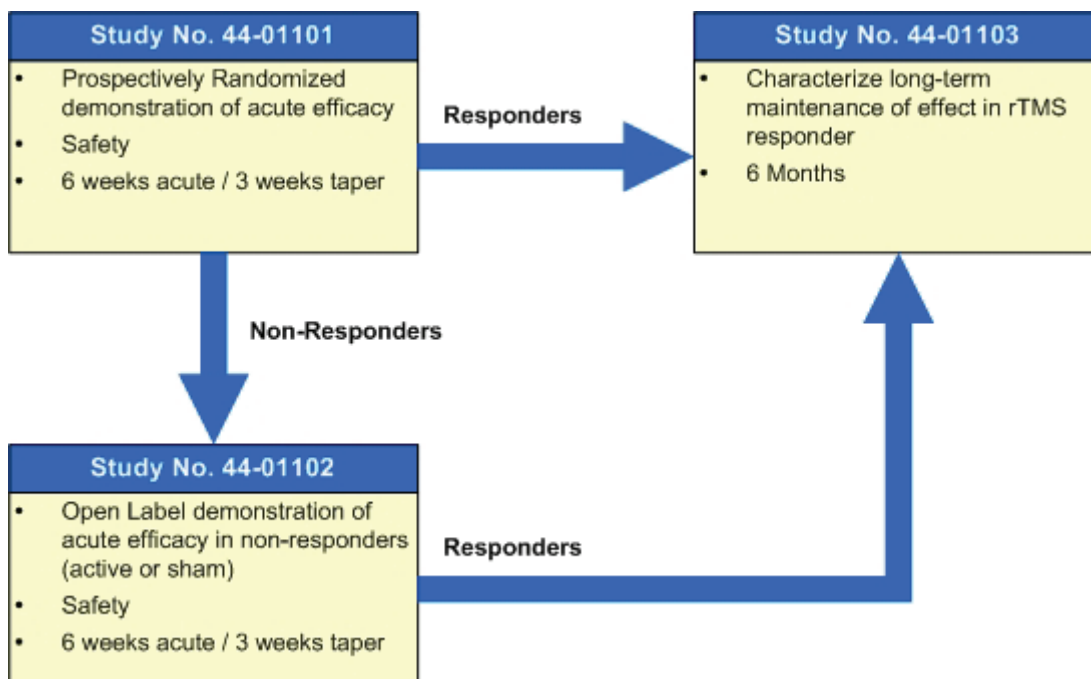 Study No. 44-01101
• Prospectively Randomized
demonstration of acute efficacy
• Safety
• 6 weeks acute / 3 weeks taper
Responders
Study No. 44-01103
• Characterize long-term
maintenance of effect in rTMS
responder
• 6 Months
Non-Responders
Study No. 44-01102
• Open Label demonstration of
acute efficacy in non-responders
(active or sham)
• Safety
• 6 weeks acute / 3 weeks taper
Responders